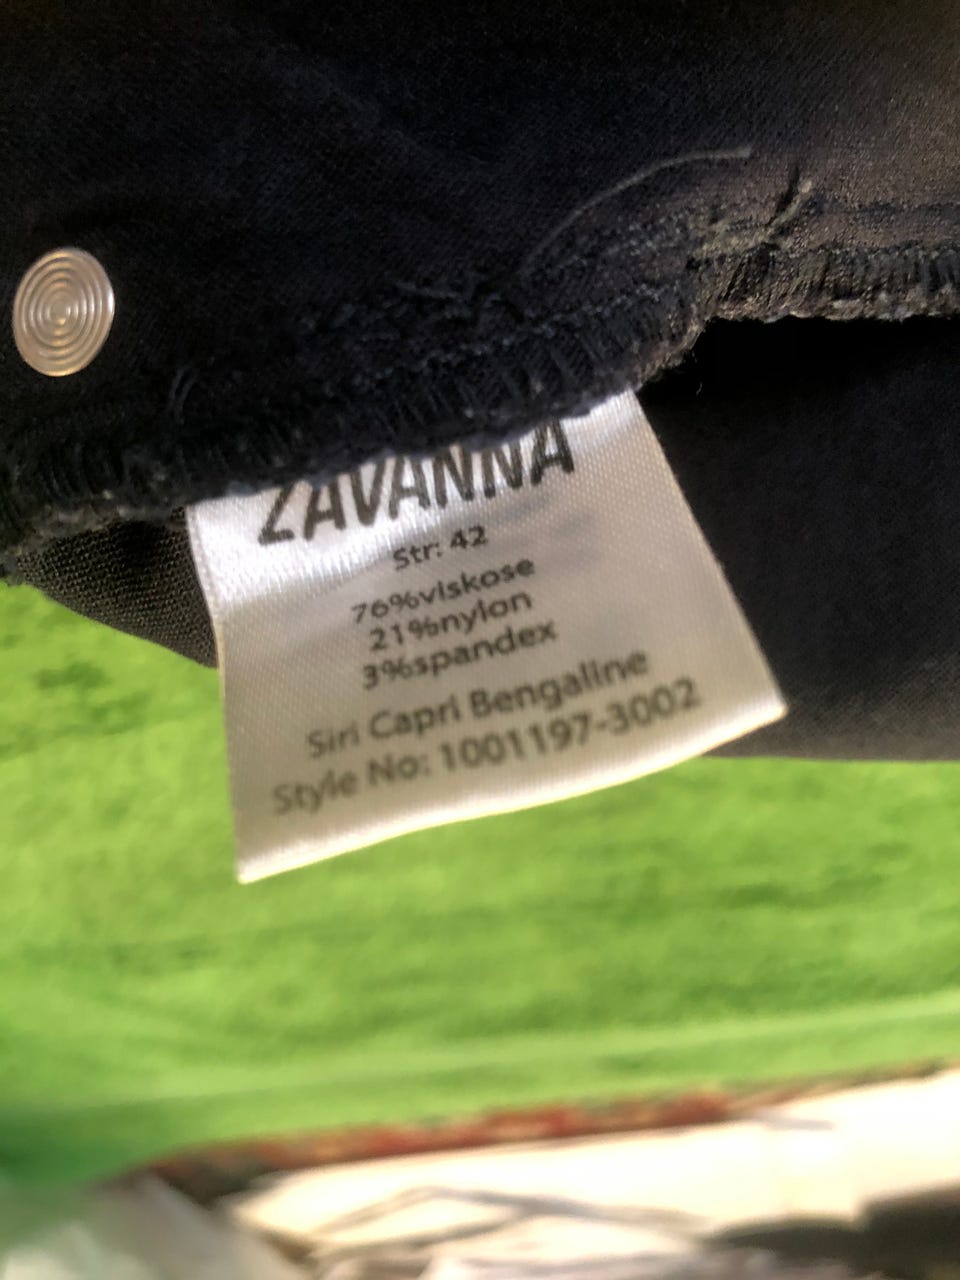 ZAVANNA
Str: 42
76%viskose
21%nylon
3%spandex
Siri Capri Bengaline
Style No: 1001197-3002